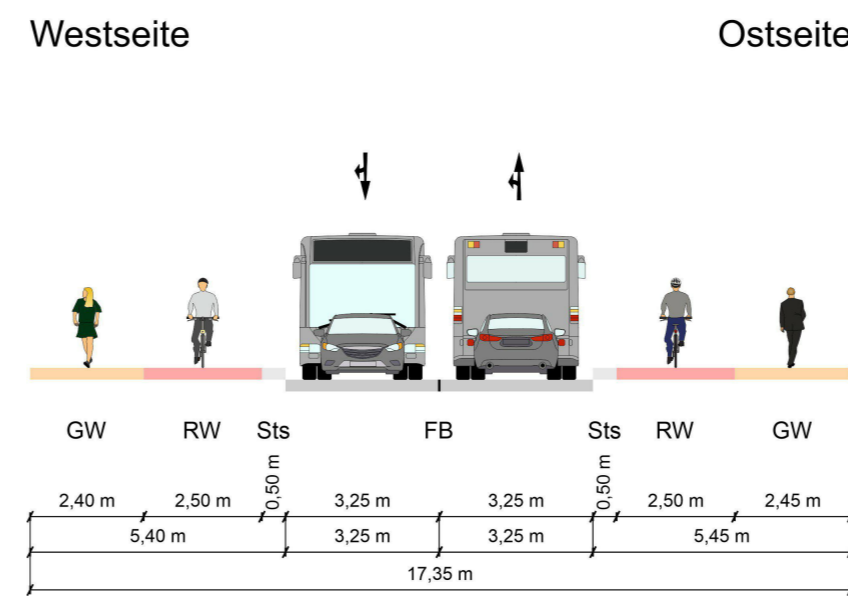 Westseite Ostseite
GW RW Sts FB Sts RW GW
2,40 m 2,50 m 0,50 m 3,25 m 3,25 m 0,50 m 2,50 m 2,45 m
5,40 m 3,25 m 3,25 m 5,45 m
17,35 m